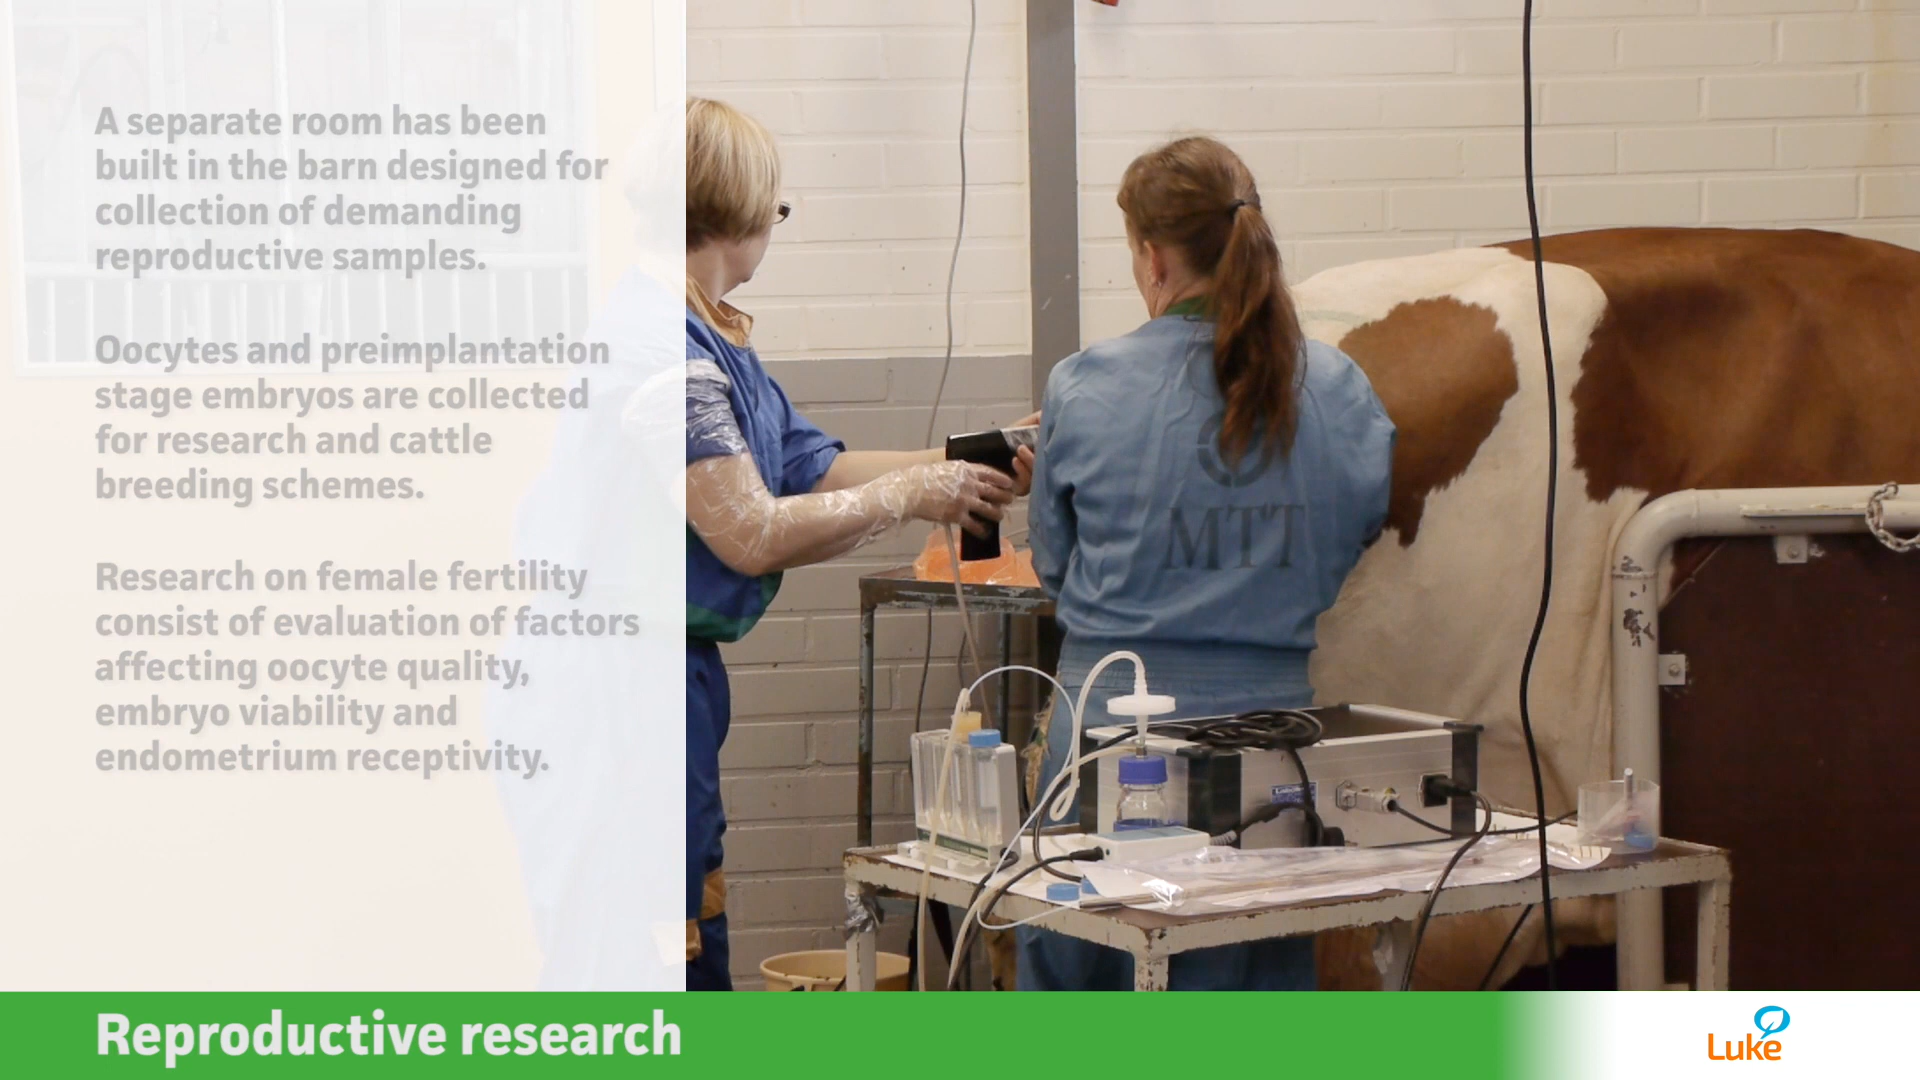 A separate room has been
built in the barn designed for
collection of demanding
reproductive samples.
Oocytes and preimplantation
stage embryos are collected
for research and cattle
breeding schemes.
Research on female fertility
consist of evaluation of factors
affecting oocyte quality,
embryo viability and
endometrium receptivity.
MTT
Reproductive research
Luke